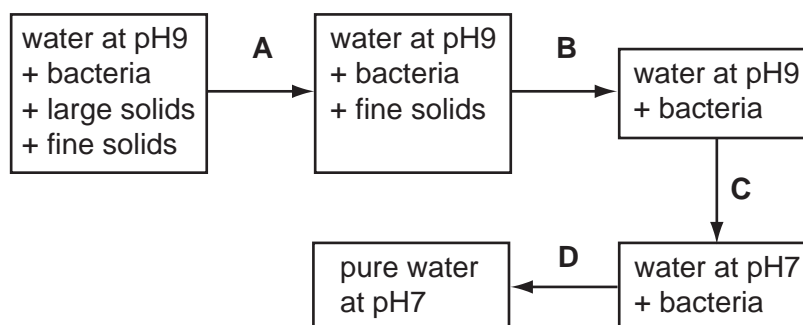 water at pH9
+ bacteria
+ large solids
+ fine solids
A
water at pH9
+ bacteria
+ fine solids
B
water at pH9
+ bacteria
C
water at pH7
+ bacteria
D
pure water
at pH7